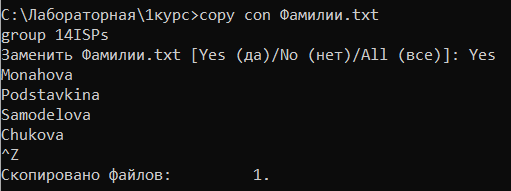 C:\Лабораторная\1курс>copy con Фамилии.txt
group 14ISPs
Заменить Фамилии.txt [Yes (да)/No (нет)/All (все)]: Yes
Monahova
Podstavkina
Samodelova
Chukova
^Z
Скопировано файлов:         1.